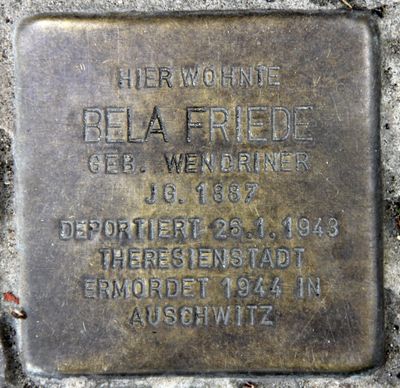 HIER WOHNTE
BELA FRIEDE
GEB. WENDRINER
JG. 1887
DEPORTIERT 26.1.1943
THERESIENSTADT
ERMORDET 1944 IN
AUSCHWITZ